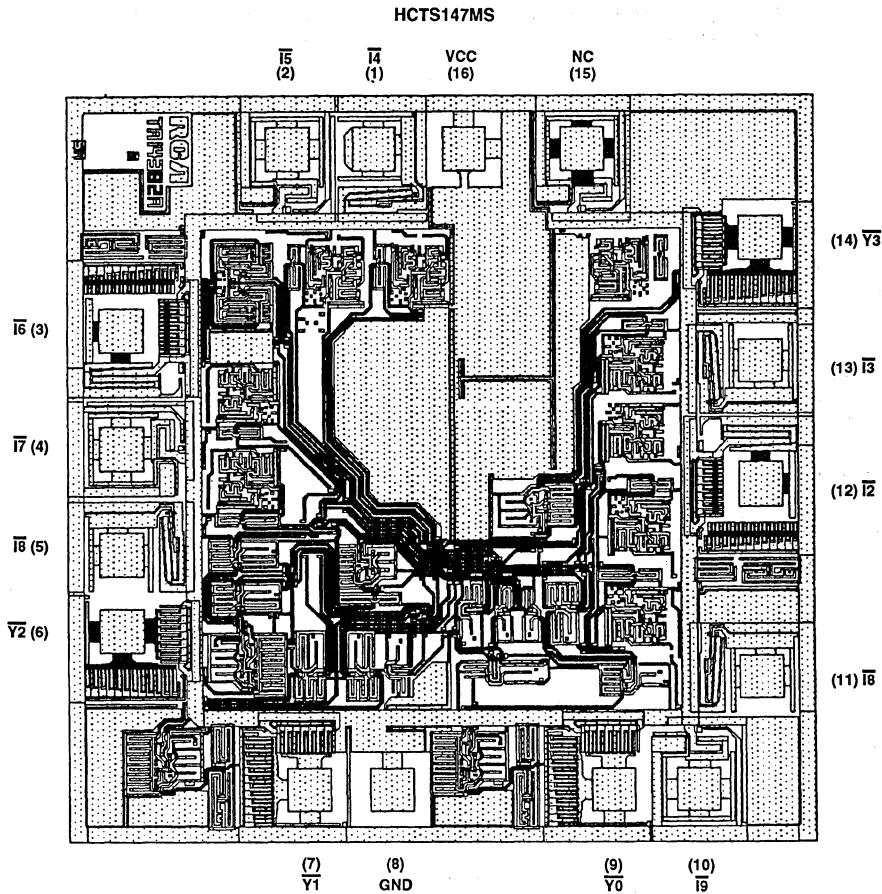 HCTS147MS
I5
(2)
I4
(1)
VCC
(16)
NC
(15)
RCA
TA14382A
(14) Y3
I6 (3)
(13) I3
I7 (4)
(12) I2
I8 (5)
Y2 (6)
(11) I8
(7)
Y1
(8)
GND
(9)
Y0
(10)
I9